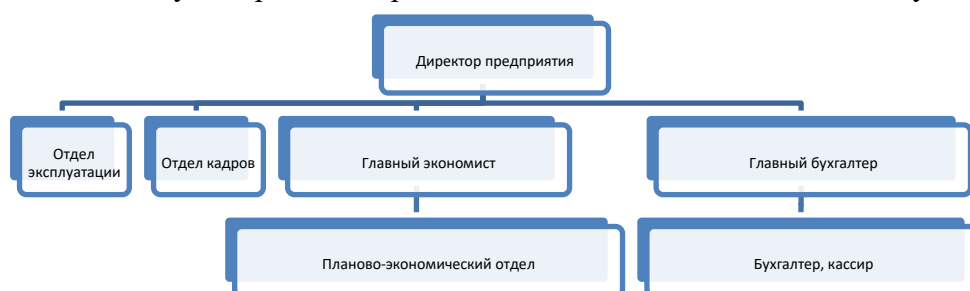 Директор предприятия
Отдел
эксплуатации
Отдел кадров
Главный экономист
Главный бухгалтер
Планово-экономический отдел
Бухгалтер, кассир